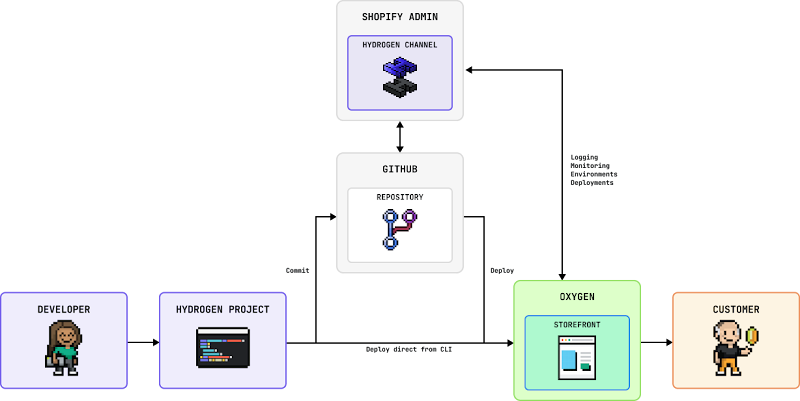 SHOPIFY ADMIN
HYDROGEN CHANNEL
GITHUB
REPOSITORY
Logging
Monitoring
Environments
Deployments
Commit
Deploy
DEVELOPER
HYDROGEN PROJECT
Deploy direct from CLI
OXYGEN
STOREFRONT
CUSTOMER